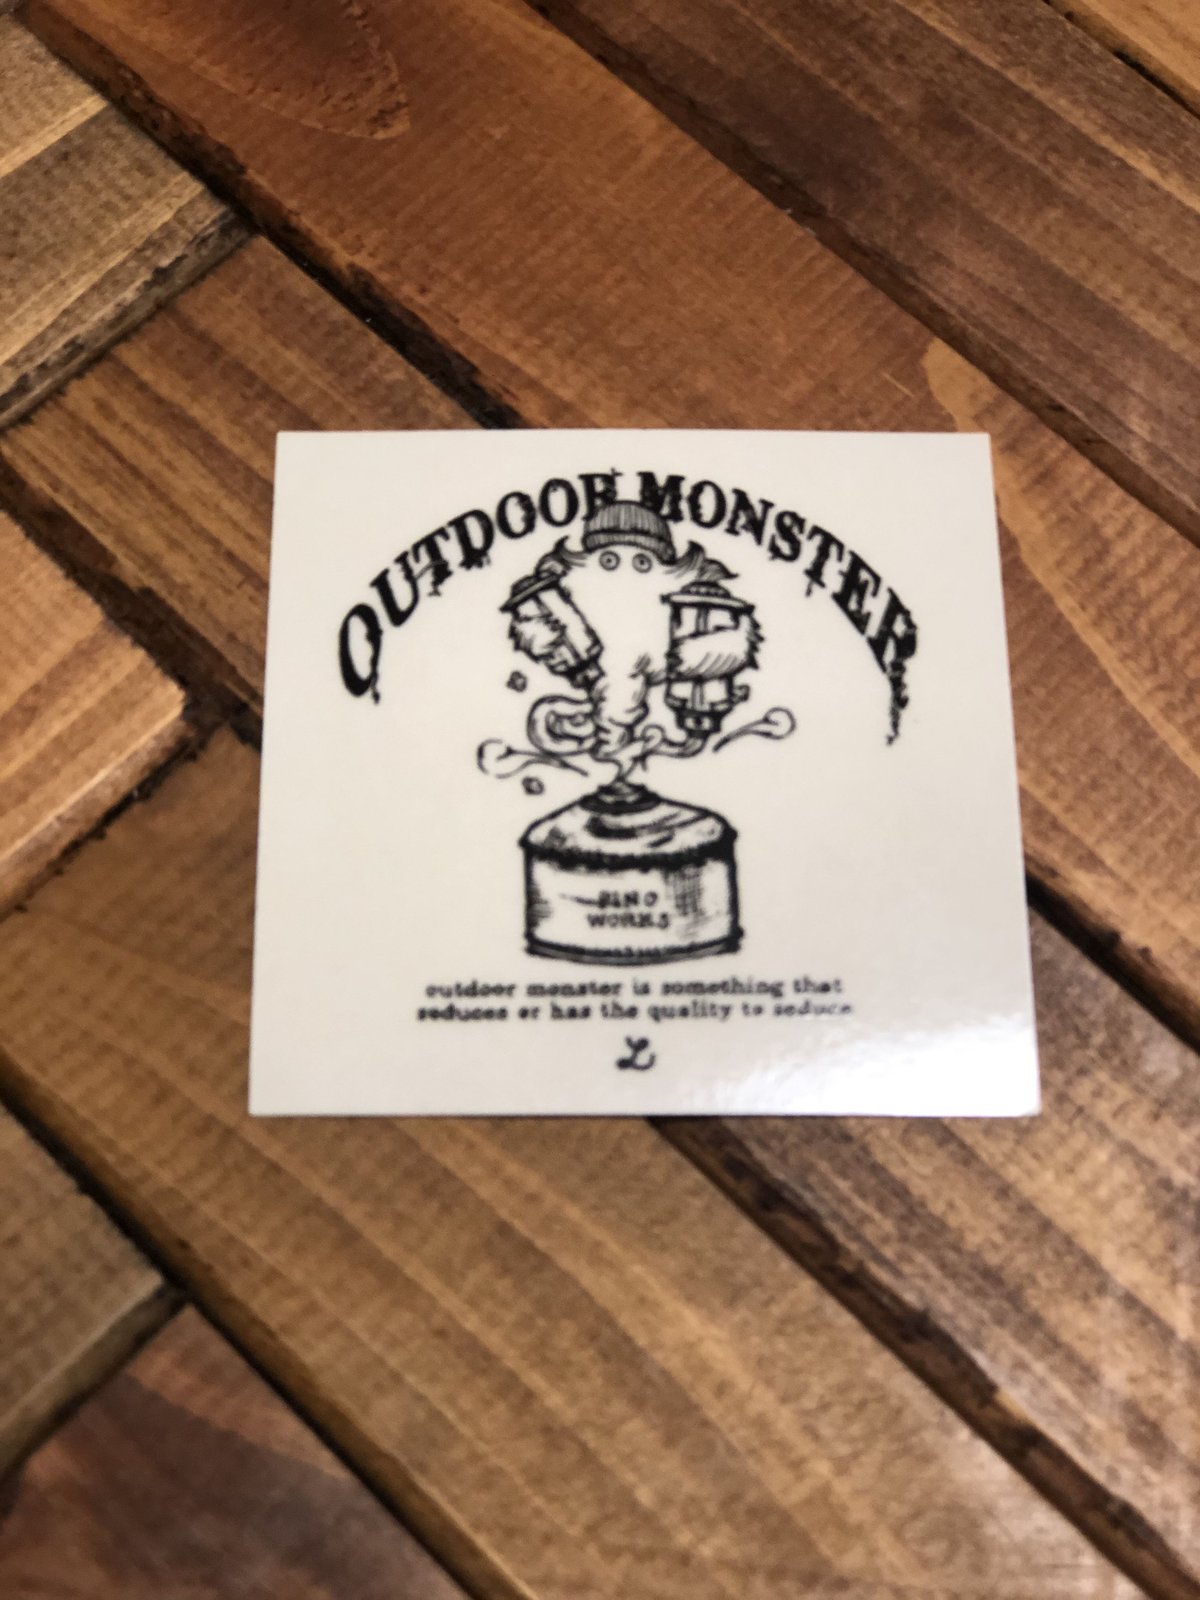 OUTDOOR MONSTER
WORKS
outdoor monster is something that
seduces or has the quality to seduce
L